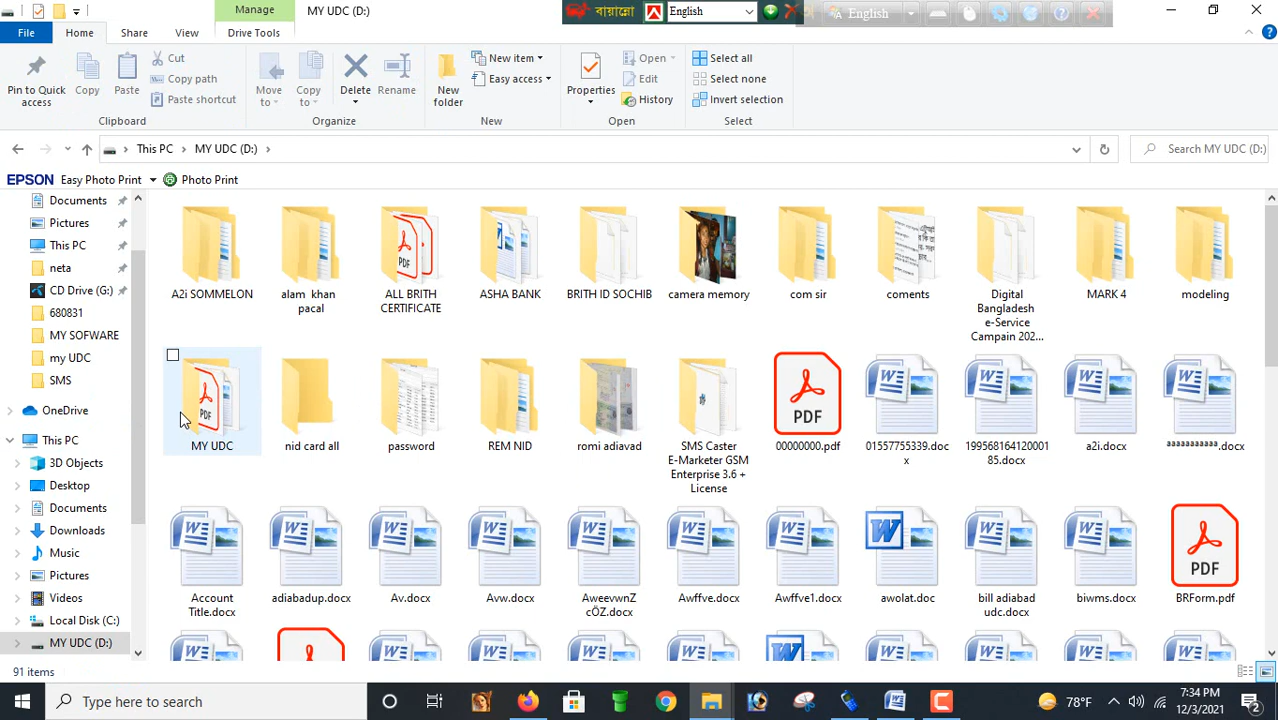 Manage
MY UDC (D:)
বায়ান্নো
English
English
File
Home
Share
View
Drive Tools
Pin to Quick
access
Copy
Paste
Cut
Copy path
Paste shortcut
Clipboard
Move
to
Copy
to
Delete
Rename
Organize
New
folder
New item
Easy access
New
Properties
Open
Edit
History
Open
Select all
Select none
Invert selection
Select
This PC
MY UDC (D:)
Search MY UDC (D:)
EPSON
Easy Photo Print
Photo Print
Documents
Pictures
This PC
neta
CD Drive (G:)
680831
MY SOFWARE
my UDC
SMS
OneDrive
This PC
3D Objects
Desktop
Documents
Downloads
Music
Pictures
Videos
Local Disk (C:)
MY UDC (D:)
A2i SOMMELON
alam khan
pacal
PDF
ALL BRITH
CERTIFICATE
ASHA BANK
BRITH ID SOCHIB
camera memory
com sir
coments
Digital
Bangladesh
e-Service
Campain 202...
MARK 4
modeling
PDF
MY UDC
nid card all
password
REM NID
romi adiavad
SMS Caster
E-Marketer GSM
Enterprise 3.6 +
License
PDF
00000000.pdf
01557755339.doc
x
199568164120001
85.docx
a2i.docx
Account
Title.docx
adiabadup.docx
Av.docx
Avw.docx
AweevwnZ
cÖZ.docx
Awffve.docx
Awffve1.docx
awolat.doc
bill adiabad
udc.docx
biwms.docx
PDF
BRForm.pdf
91 items
Type here to search
78°F
7:34 PM
12/3/2021
2